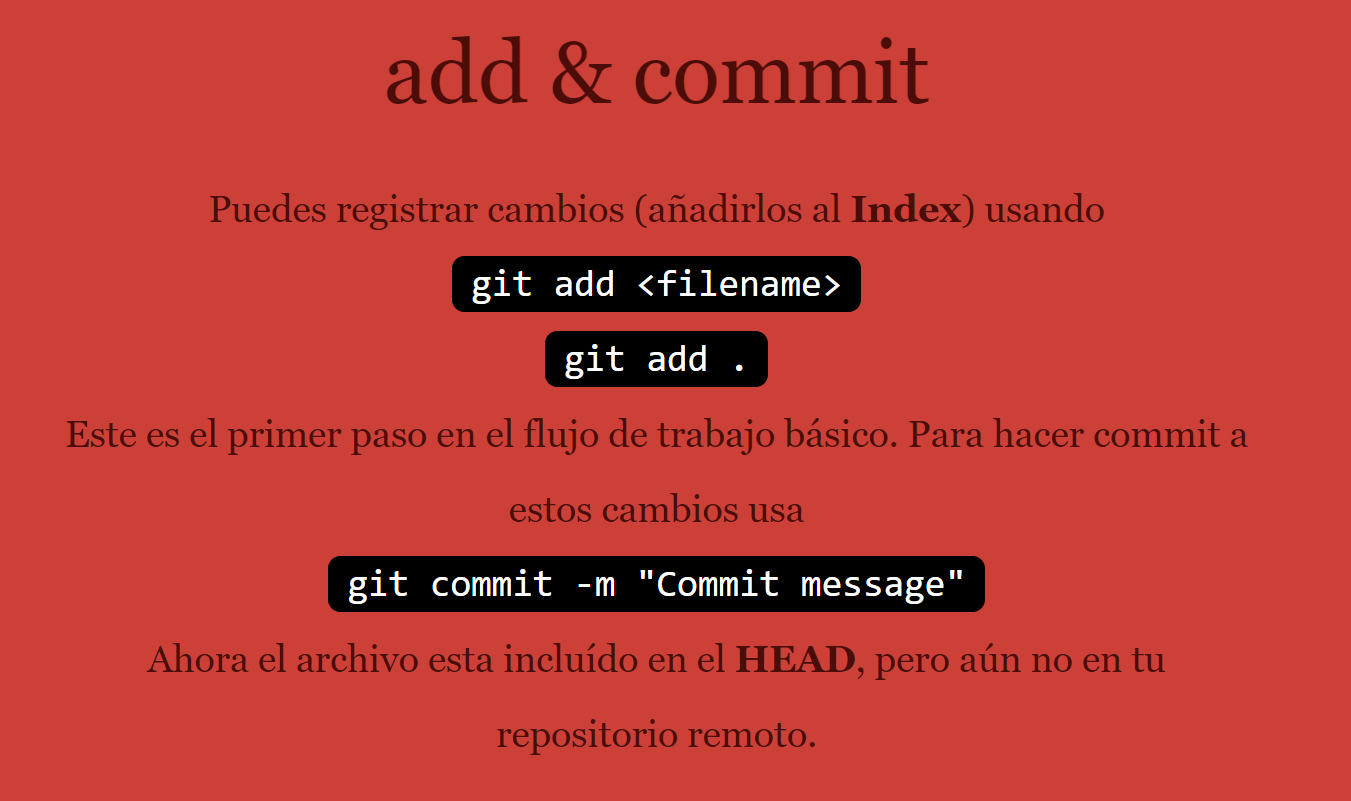 add & commit
Puedes registrar cambios (añadirlos al Index) usando
git add <filename>
git add .
Este es el primer paso en el flujo de trabajo básico. Para hacer commit a
estos cambios usa
git commit -m "Commit message"
Ahora el archivo esta incluído en el HEAD, pero aún no en tu
repositorio remoto.